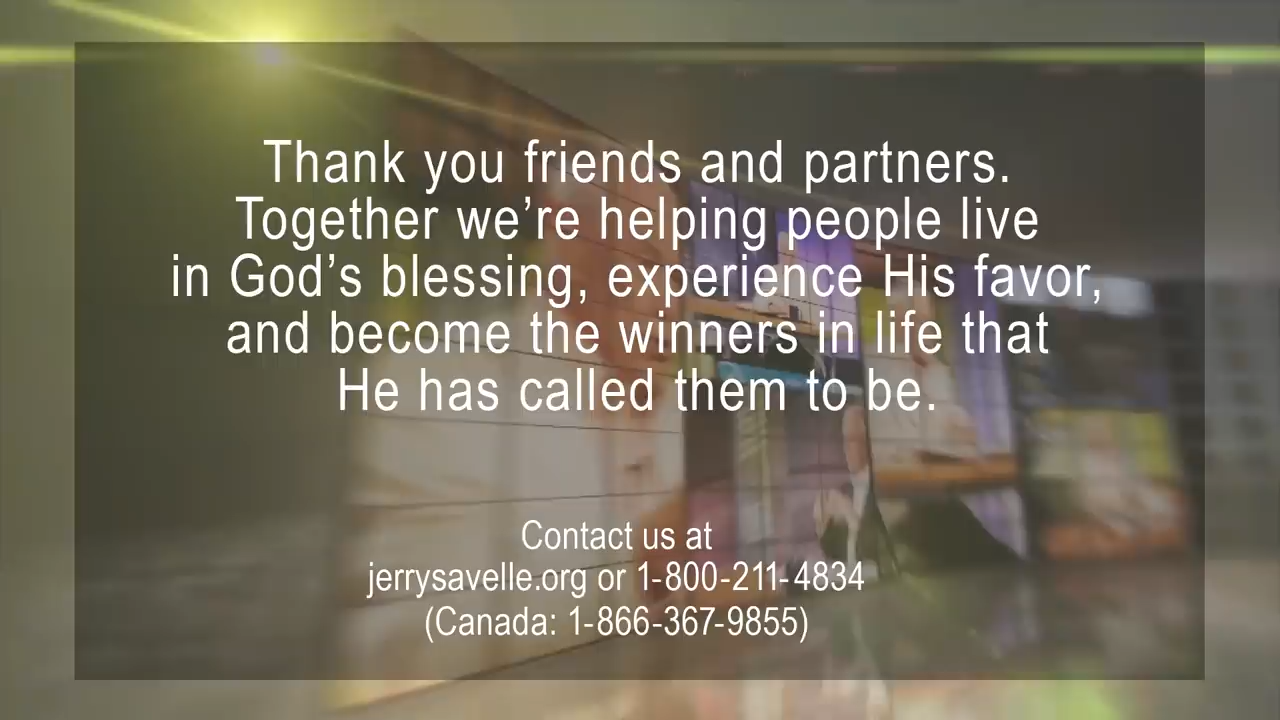 Thank you friends and partners.
Together we’re helping people live
in God’s blessing, experience His favor,
and become the winners in life that
He has called them to be.
Contact us at
jerrysavelle.org or 1-800-211-4834
(Canada: 1-866-367-9855)